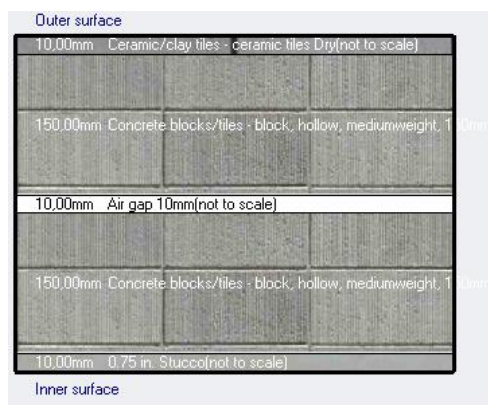 Outer surface
10,00mm Ceramic/clay tiles - ceramic tiles Dry(not to scale)
150,00mm Concrete blocks/tiles - block, hollow, mediumweight, 150mm
10,00mm Air gap 10mm(not to scale)
150,00mm Concrete blocks/tiles - block, hollow, mediumweight, 150mm
10,00mm 0.75 in. Stucco(not to scale)
Inner surface